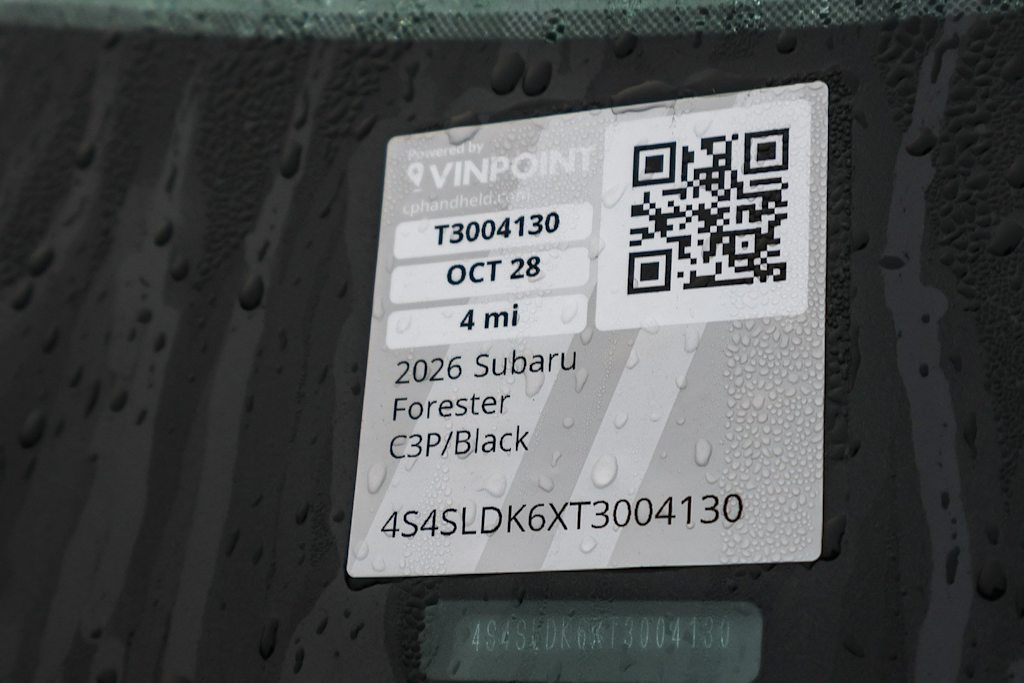 Powered by
VINPOINT
cphandheld.com
T3004130
OCT 28
4 mi
2026 Subaru
Forester
C3P/Black
4S4SLDK6XT3004130
4S4SLDK6XT3004130